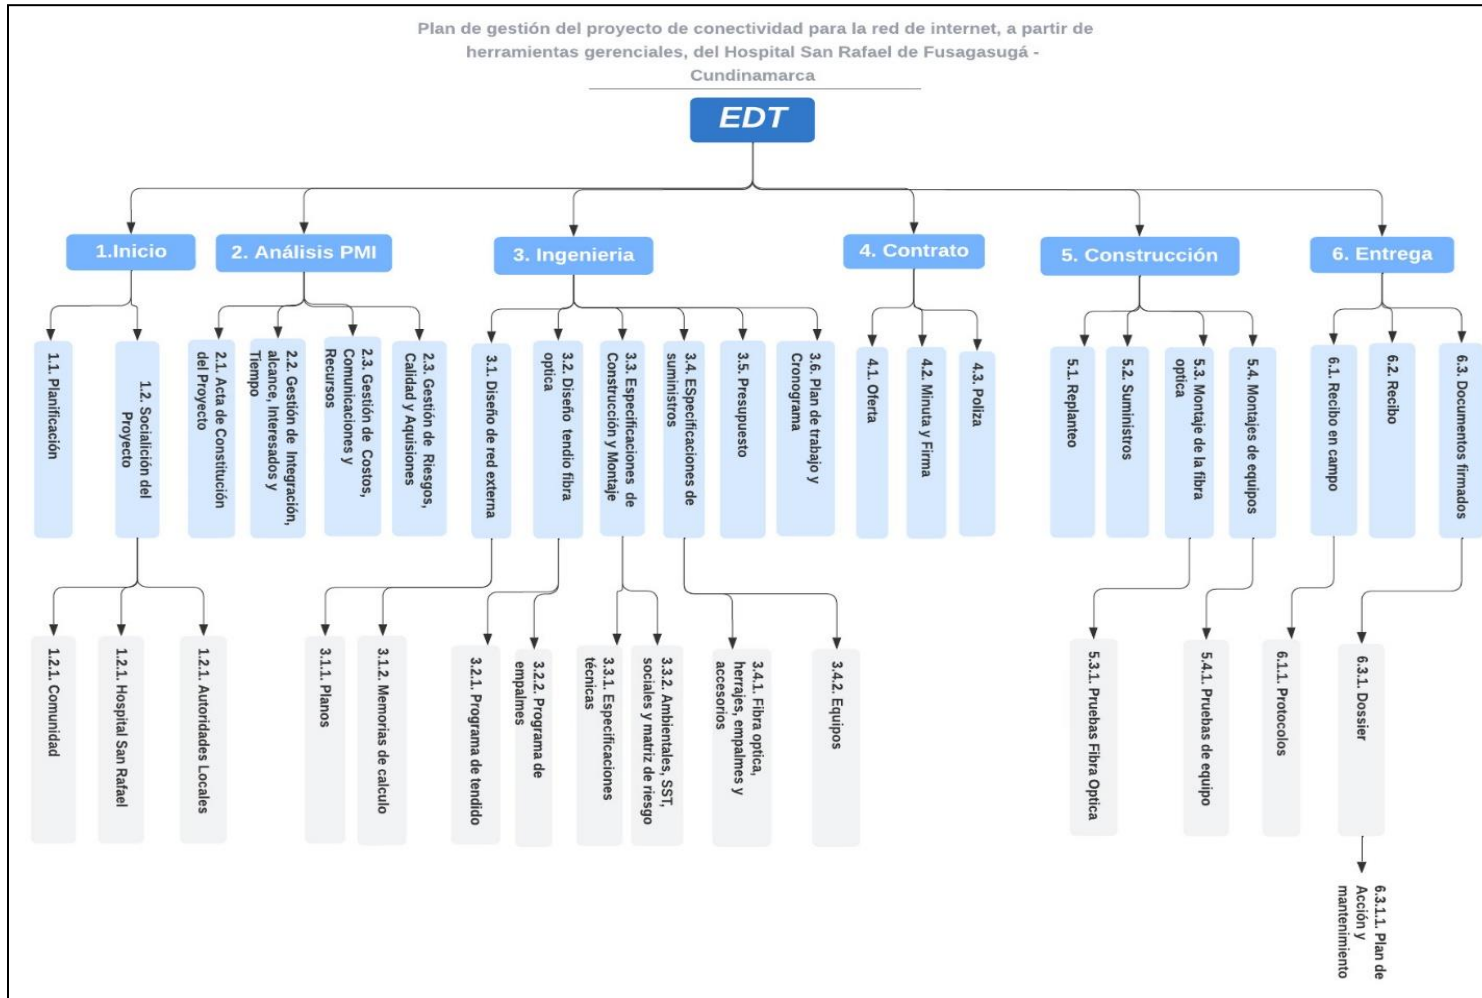 Plan de gestión del proyecto de conectividad para la red de internet, a partir de
herramientas gerenciales, del Hospital San Rafael de Fusagasugá -
Cundinamarca
EDT
1.Inicio
2. Análisis PMI
3. Ingenieria
4. Contrato
5. Construcción
6. Entrega
1.1. Planificación
1.2. Socialición del
Proyecto
2.1. Acta de Constitución
del Proyecto
2.2. Gestión de Integración,
alcance, Interesados y
Tiempo
2.3. Gestión de Costos,
Comunicaciones y
Recursos
2.3. Gestión de Riesgos,
Calidad y Aquisiones
3.1. Diseño de red externa
3.2. Diseño tendio fibra
optica
3.3. Especificaciones de
Construcción y Montaje
3.4. ESpecificaciones de
suministros
3.5. Presupuesto
3.6. Plan de trabajo y
Cronograma
4.1. Oferta
4.2. Minuta y Firma
4.3. Poliza
5.1. Replanteo
5.2. Suministros
5.3. Montaje de la fibra
optica
5.4. Montajes de equipos
6.1. Recibo en campo
6.2. Recibo
6.3. Documentos firmados
1.2.1. Comunidad
1.2.1. Hospital San Rafael
1.2.1. Autoridades Locales
3.1.1. Planos
3.1.2. Memorias de calculo
3.2.1. Programa de tendido
3.2.2. Programa de
empalmes
3.3.1. Especificaciones
técnicas
3.3.2. Ambientales, SST,
sociales y matriz de riesgo
3.4.1. Fibra optica,
herrajes, empalmes y
accesorios
3.4.2. Equipos
5.3.1. Pruebas Fibra Optica
5.4.1. Pruebas de equipo
6.1.1. Protocolos
6.3.1. Dossier
6.3.1.1. Plan de
Acción y
mantenimiento